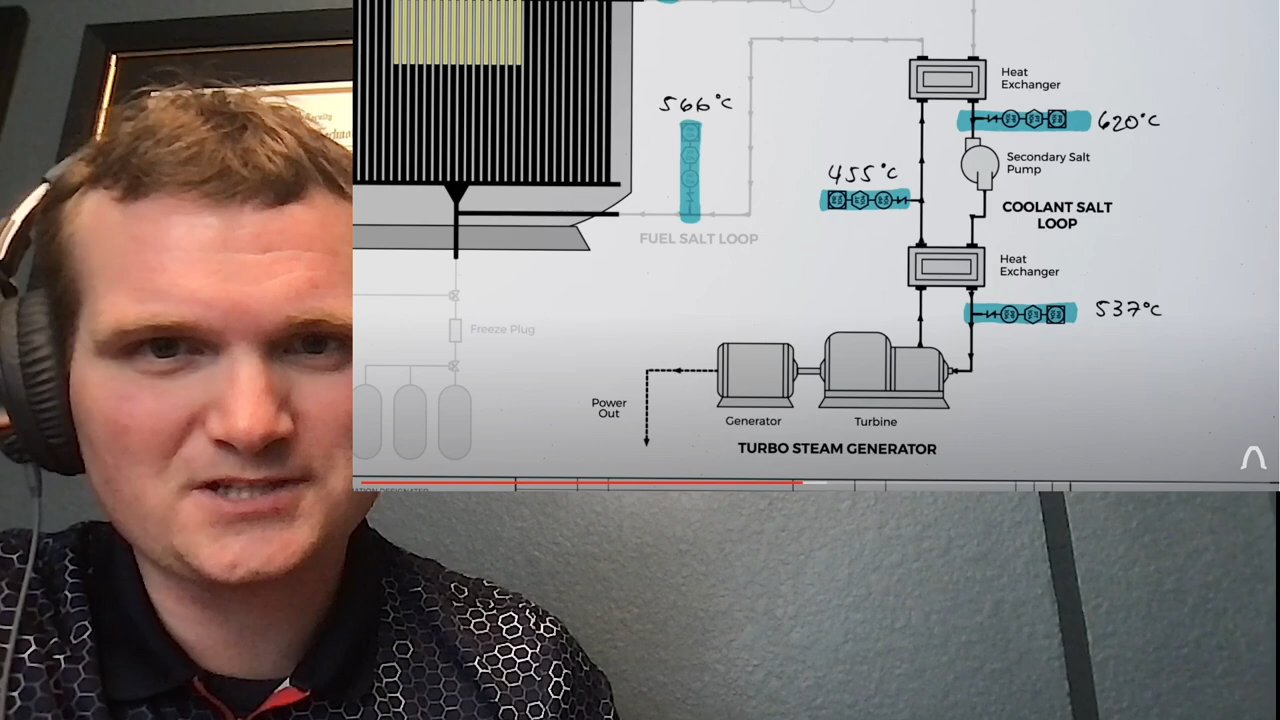 Heat
Exchanger
566°C
620°C
Secondary Salt
Pump
455°C
COOLANT SALT
LOOP
FUEL SALT LOOP
Heat
Exchanger
537°C
Freeze Plug
Power
Out
Generator
Turbine
TURBO STEAM GENERATOR